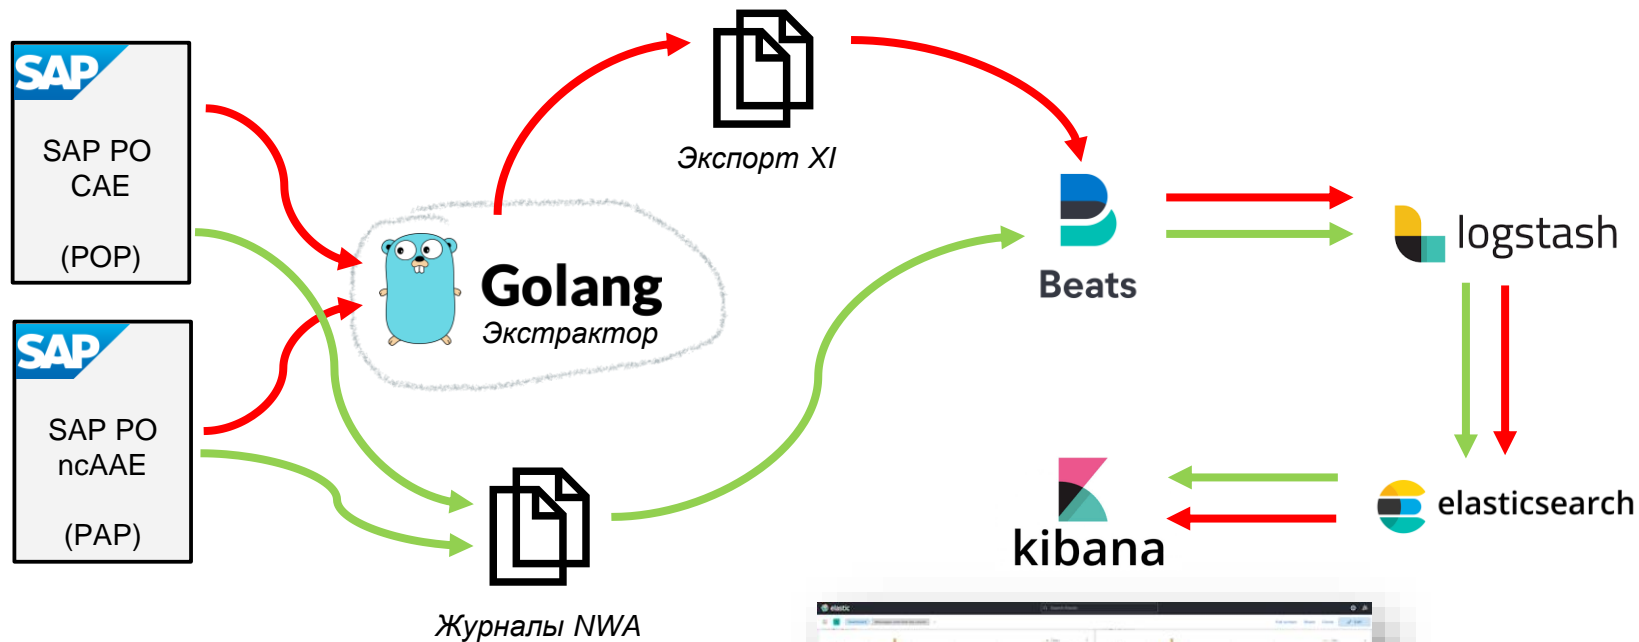 SAP
SAP PO
CAE
(POP)
SAP
SAP PO
ncAAE
(PAP)
Экспорт XI
Golang
Экстрактор
Журналы NWA
Beats
logstash
elasticsearch
kibana
elastic